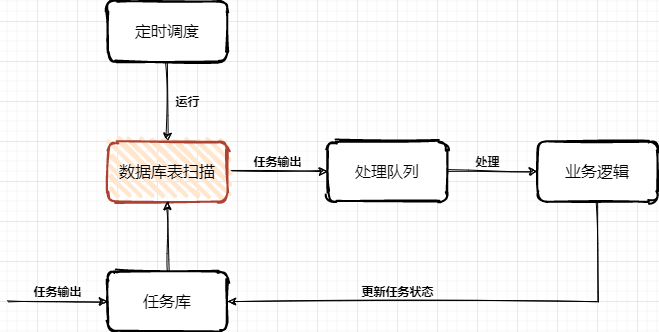 定时调度
运行
数据库表扫描
任务输出
处理队列
处理
业务逻辑
任务输出
任务库
更新任务状态